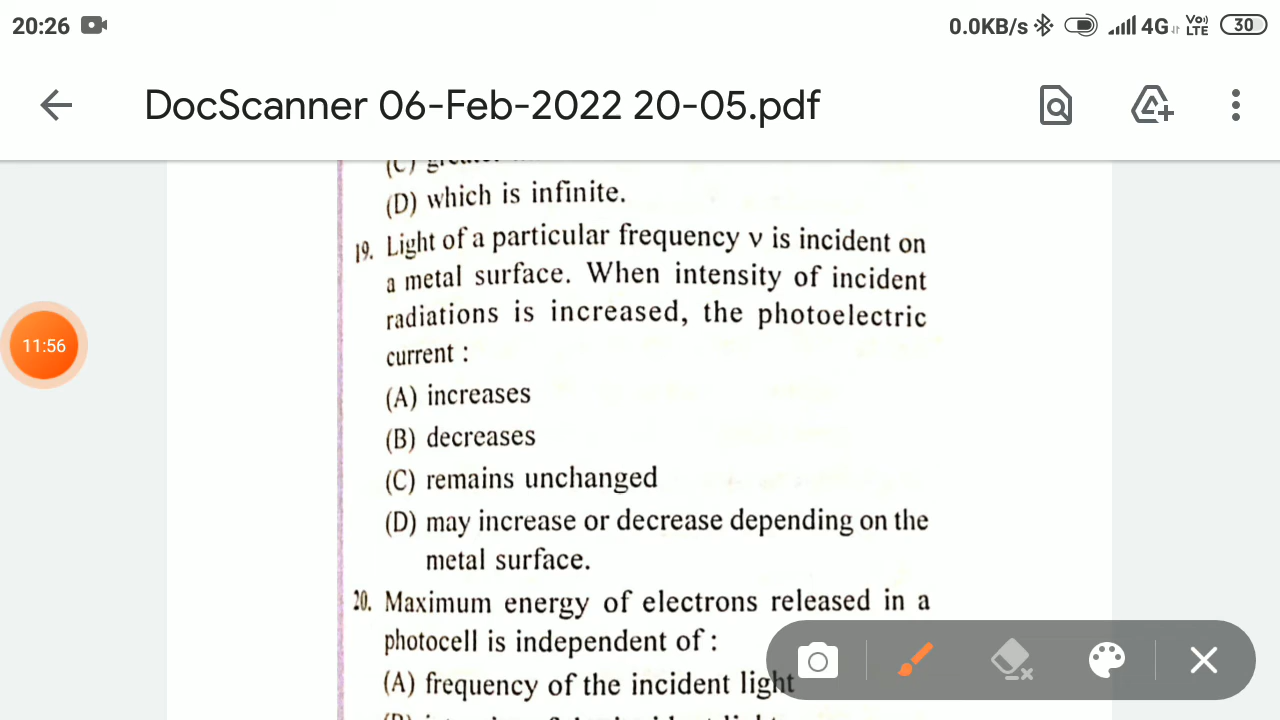 20:26
0.0KB/s 4G Vo) LTE 30
DocScanner 06-Feb-2022 20-05.pdf
(C)
(D) which is infinite.
19. Light of a particular frequency ν is incident on
a metal surface. When intensity of incident
radiations is increased, the photoelectric
current :
11:56
(A) increases
(B) decreases
(C) remains unchanged
(D) may increase or decrease depending on the
metal surface.
20. Maximum energy of electrons released in a
photocell is independent of :
(A) frequency of the incident light